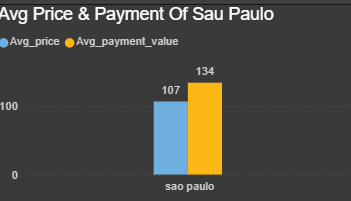 Avg Price & Payment Of Sau Paulo
Avg_price Avg_payment_value
134
107
100
0
sao paulo